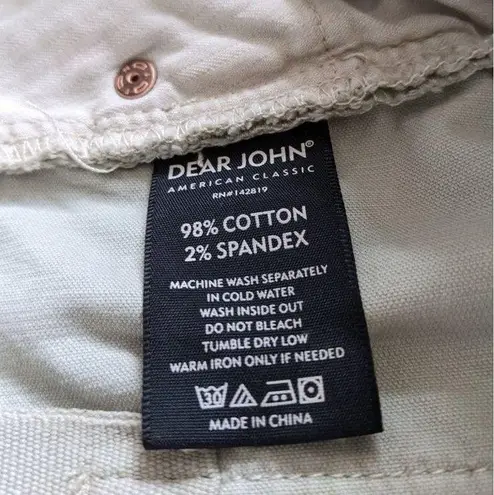 DEAR JOHN®
AMERICAN CLASSIC
RN#142819
98% COTTON
2% SPANDEX
MACHINE WASH SEPARATELY
IN COLD WATER
WASH INSIDE OUT
DO NOT BLEACH
TUMBLE DRY LOW
WARM IRON ONLY IF NEEDED
30
MADE IN CHINA